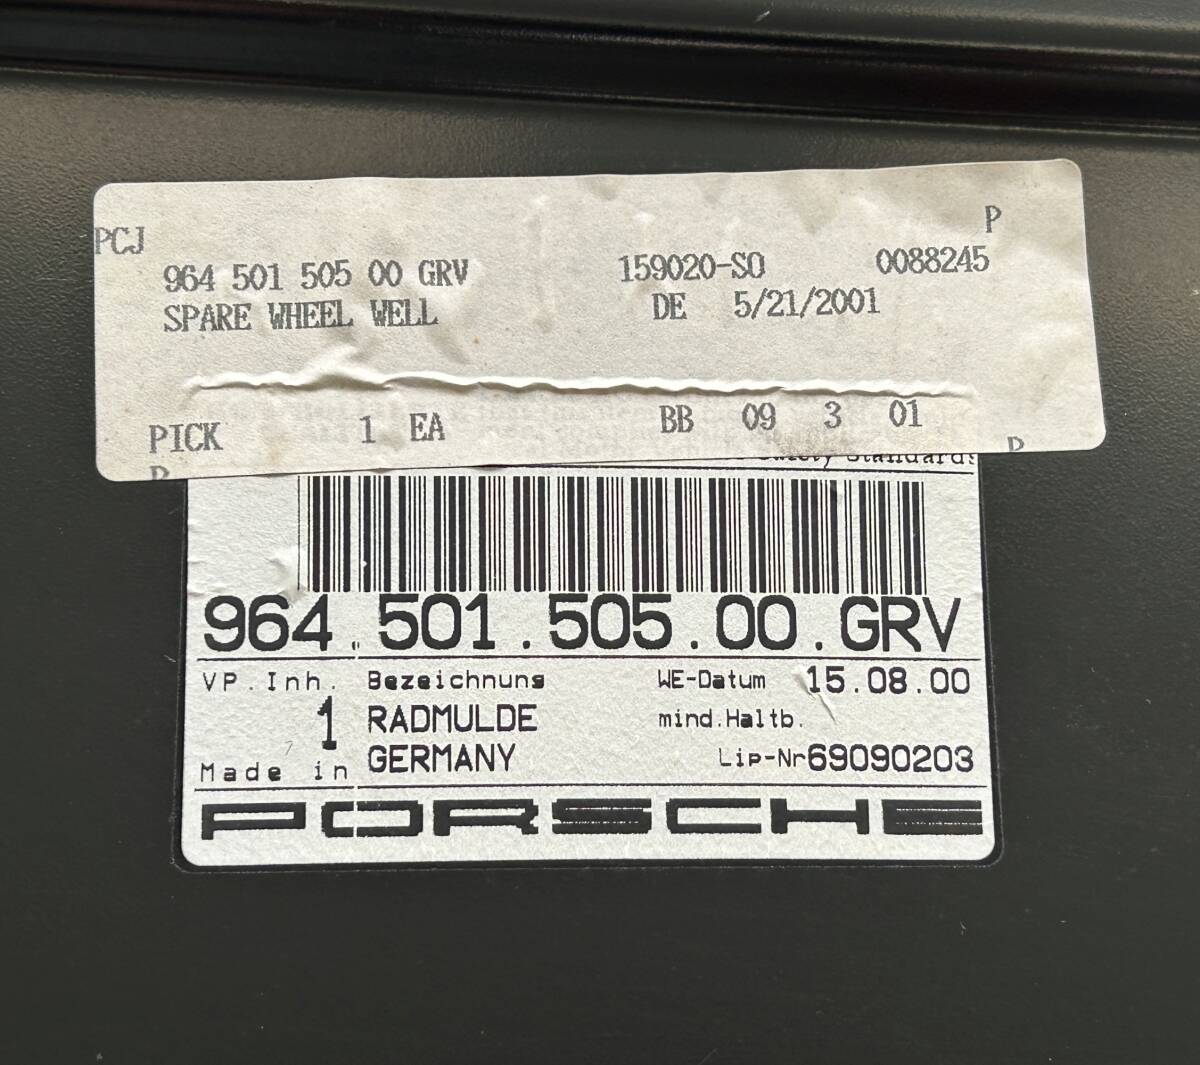 PCJ P
964 501 505 00 GRV 159020-SO 0088245
SPARE WHEEL WELL DE 5/21/2001
PICK 1 EA BB 09 3 01
Safety Standards
964.501.505.00.GRV
VP.Inh. Bezeichnung WE-Datum 15.08.00
1 RADMULDE mind.Haltb.
Made in GERMANY Lip-Nr69090203
PORSCHE